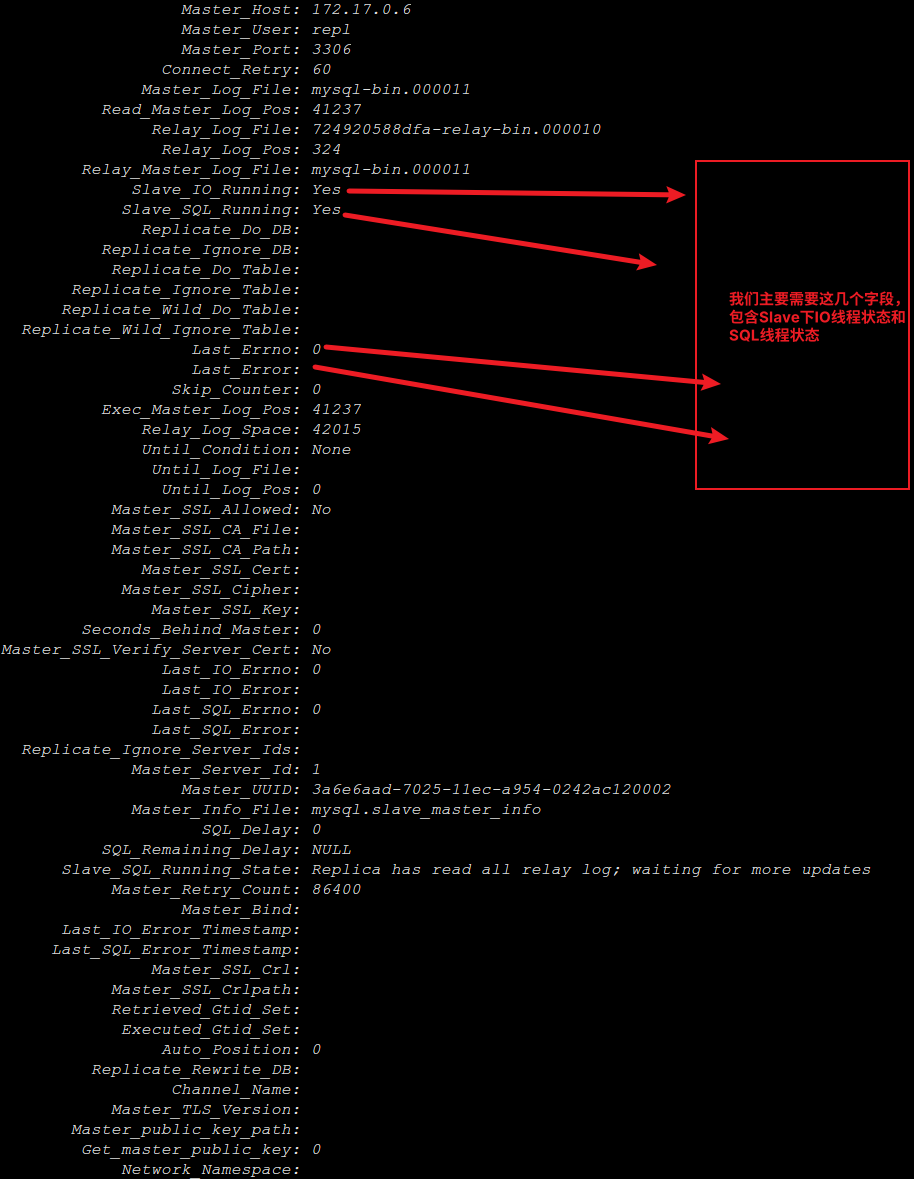 Master_Host: 172.17.0.6
Master_User: repl
Master_Port: 3306
Connect_Retry: 60
Master_Log_File: mysql-bin.000011
Read_Master_Log_Pos: 41237
Relay_Log_File: 724920588dfa-relay-bin.000010
Relay_Log_Pos: 324
Relay_Master_Log_File: mysql-bin.000011
Slave_IO_Running: Yes
Slave_SQL_Running: Yes
Replicate_Do_DB:
Replicate_Ignore_DB:
Replicate_Do_Table:
Replicate_Ignore_Table:
Replicate_Wild_Do_Table:
Replicate_Wild_Ignore_Table:
Last_Errno: 0
Last_Error:
Skip_Counter: 0
Exec_Master_Log_Pos: 41237
Relay_Log_Space: 42015
Until_Condition: None
Until_Log_File:
Until_Log_Pos: 0
Master_SSL_Allowed: No
Master_SSL_CA_File:
Master_SSL_CA_Path:
Master_SSL_Cert:
Master_SSL_Cipher:
Master_SSL_Key:
Seconds_Behind_Master: 0
Master_SSL_Verify_Server_Cert: No
Last_IO_Errno: 0
Last_IO_Error:
Last_SQL_Errno: 0
Last_SQL_Error:
Replicate_Ignore_Server_Ids:
Master_Server_Id: 1
Master_UUID: 3a6e6aad-7025-11ec-a954-0242ac120002
Master_Info_File: mysql.slave_master_info
SQL_Delay: 0
SQL_Remaining_Delay: NULL
Slave_SQL_Running_State: Replica has read all relay log; waiting for more updates
Master_Retry_Count: 86400
Master_Bind:
Last_IO_Error_Timestamp:
Last_SQL_Error_Timestamp:
Master_SSL_Crl:
Master_SSL_Crlpath:
Retrieved_Gtid_Set:
Executed_Gtid_Set:
Auto_Position: 0
Replicate_Rewrite_DB:
Channel_Name:
Master_TLS_Version:
Master_public_key_path:
Get_master_public_key: 0
Network_Namespace:
我们主要需要这几个字段，
包含Slave下IO线程状态和
SQL线程状态